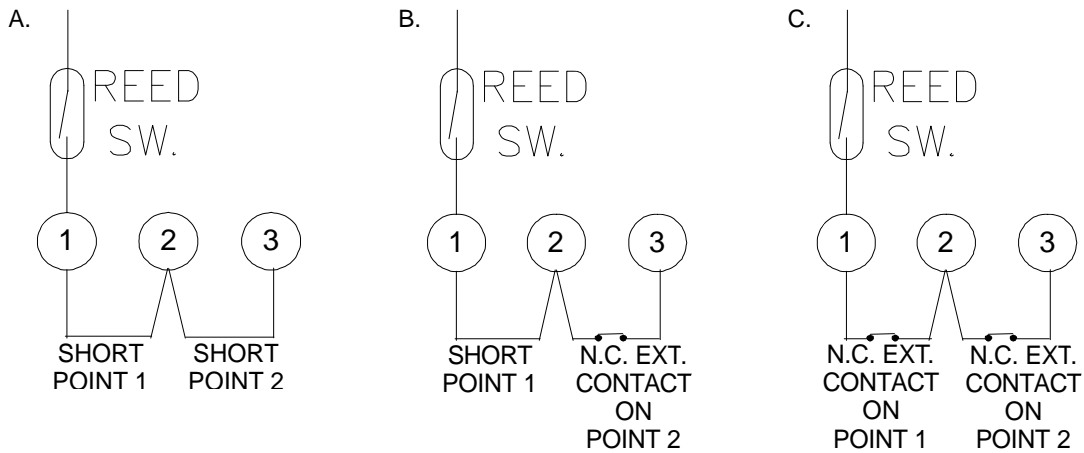 A.
B.
C.
REED
SW.
REED
SW.
REED
SW.
1 2 3
1 2 3
1 2 3
SHORT
POINT 1
SHORT
POINT 2
SHORT
POINT 1
N.C. EXT.
CONTACT
ON
POINT 2
N.C. EXT.
CONTACT
ON
POINT 1
N.C. EXT.
CONTACT
ON
POINT 2